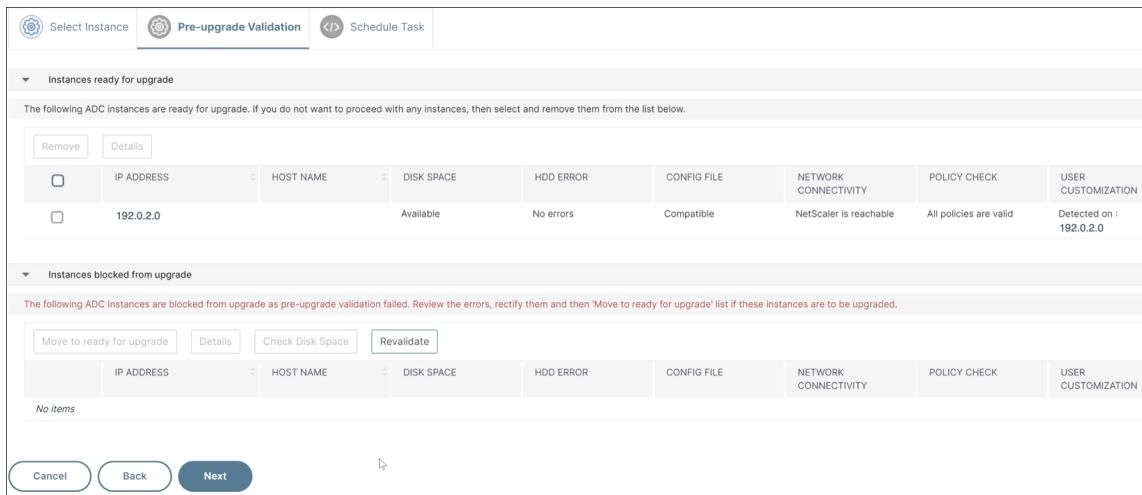 Select Instance Pre-upgrade Validation Schedule Task
Instances ready for upgrade
The following ADC instances are ready for upgrade. If you do not want to proceed with any instances, then select and remove them from the list below.
Remove Details
IP ADDRESS HOST NAME DISK SPACE HDD ERROR CONFIG FILE NETWORK CONNECTIVITY POLICY CHECK USER CUSTOMIZATION
192.0.2.0 Available No errors Compatible NetScaler is reachable All policies are valid Detected on : 192.0.2.0
Instances blocked from upgrade
The following ADC Instances are blocked from upgrade as pre-upgrade validation failed. Review the errors, rectify them and then 'Move to ready for upgrade' list if these instances are to be upgraded.
Move to ready for upgrade Details Check Disk Space Revalidate
IP ADDRESS HOST NAME DISK SPACE HDD ERROR CONFIG FILE NETWORK CONNECTIVITY POLICY CHECK USER CUSTOMIZATION
No items
Cancel Back Next